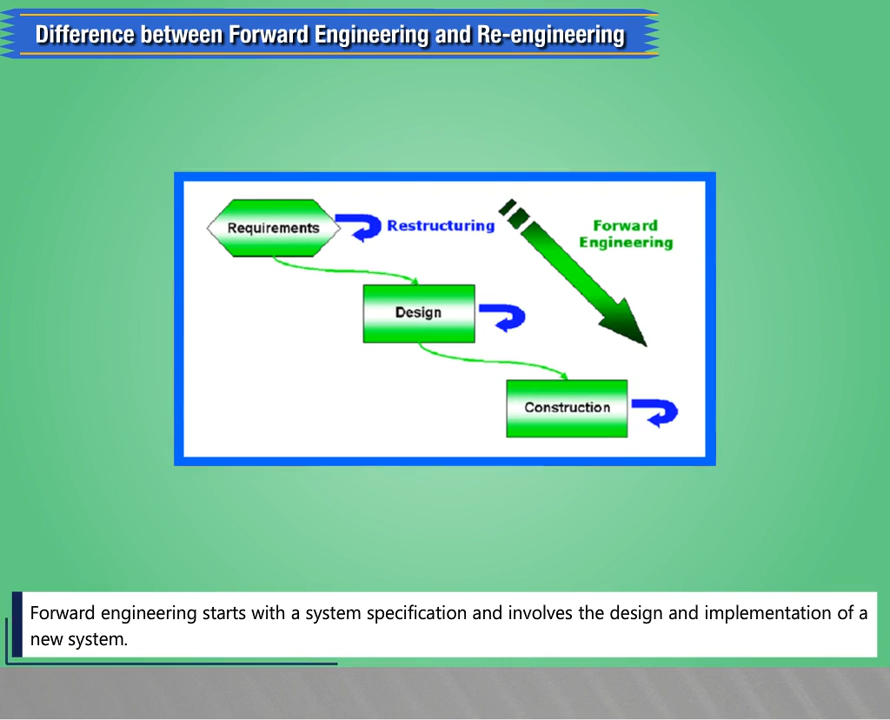 Difference between Forward Engineering and Re-engineering
Requirements
Restructuring
Forward
Engineering
Design
Construction
Forward engineering starts with a system specification and involves the design and implementation of a
new system.